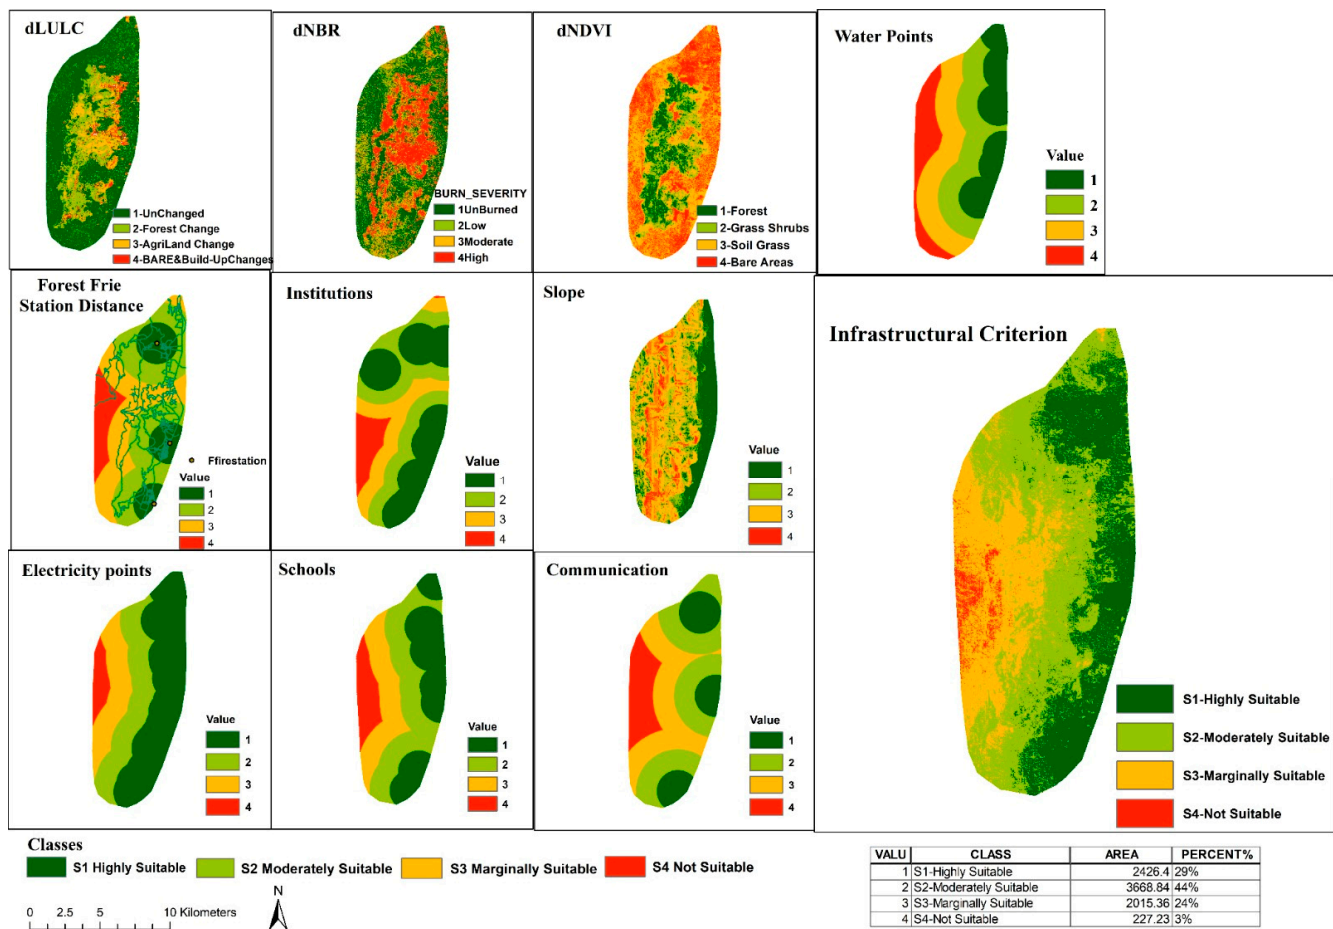 dLULC
1-UnChanged
2-Forest Change
3-AgriLand Change
4-BARE&Build-UpChanges
dNBR
BURN_SEVERITY
1UnBurned
2Low
3Moderate
4High
dNDVI
1-Forest
2-Grass Shrubs
3-Soil Grass
4-Bare Areas
Water Points
Value
1
2
3
4
Forest Frie
Station Distance
Ffirestation
Value
1
2
3
4
Institutions
Value
1
2
3
4
Slope
Value
1
2
3
4
Infrastructural Criterion
S1-Highly Suitable
S2-Moderately Suitable
S3-Marginally Suitable
S4-Not Suitable
Electricity points
Value
1
2
3
4
Schools
Value
1
2
3
4
Communication
Value
1
2
3
4
Classes
S1 Highly Suitable S2 Moderately Suitable S3 Marginally Suitable S4 Not Suitable
N
0 2.5 5 10 Kilometers
VALU CLASS AREA PERCENT%
1 S1-Highly Suitable 2426.4 29%
2 S2-Moderately Suitable 3668.84 44%
3 S3-Marginally Suitable 2015.36 24%
4 S4-Not Suitable 227.23 3%